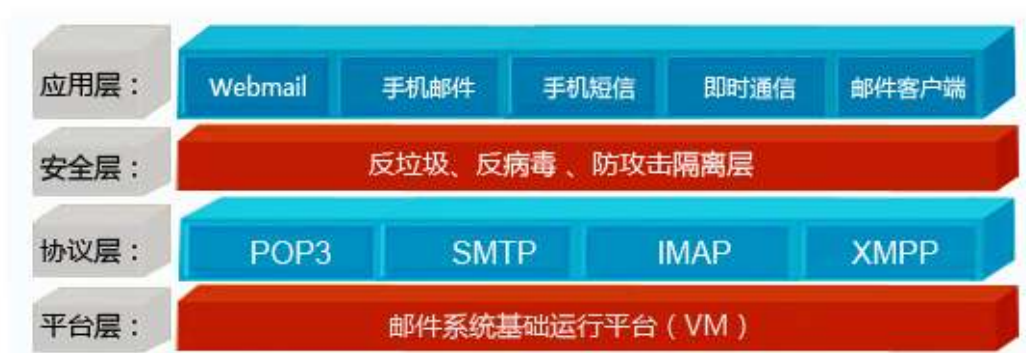 应用层： Webmail 手机邮件 手机短信 即时通信 邮件客户端
安全层： 反垃圾、反病毒 、防攻击隔离层
协议层： POP3 SMTP IMAP XMPP
平台层： 邮件系统基础运行平台（VM）